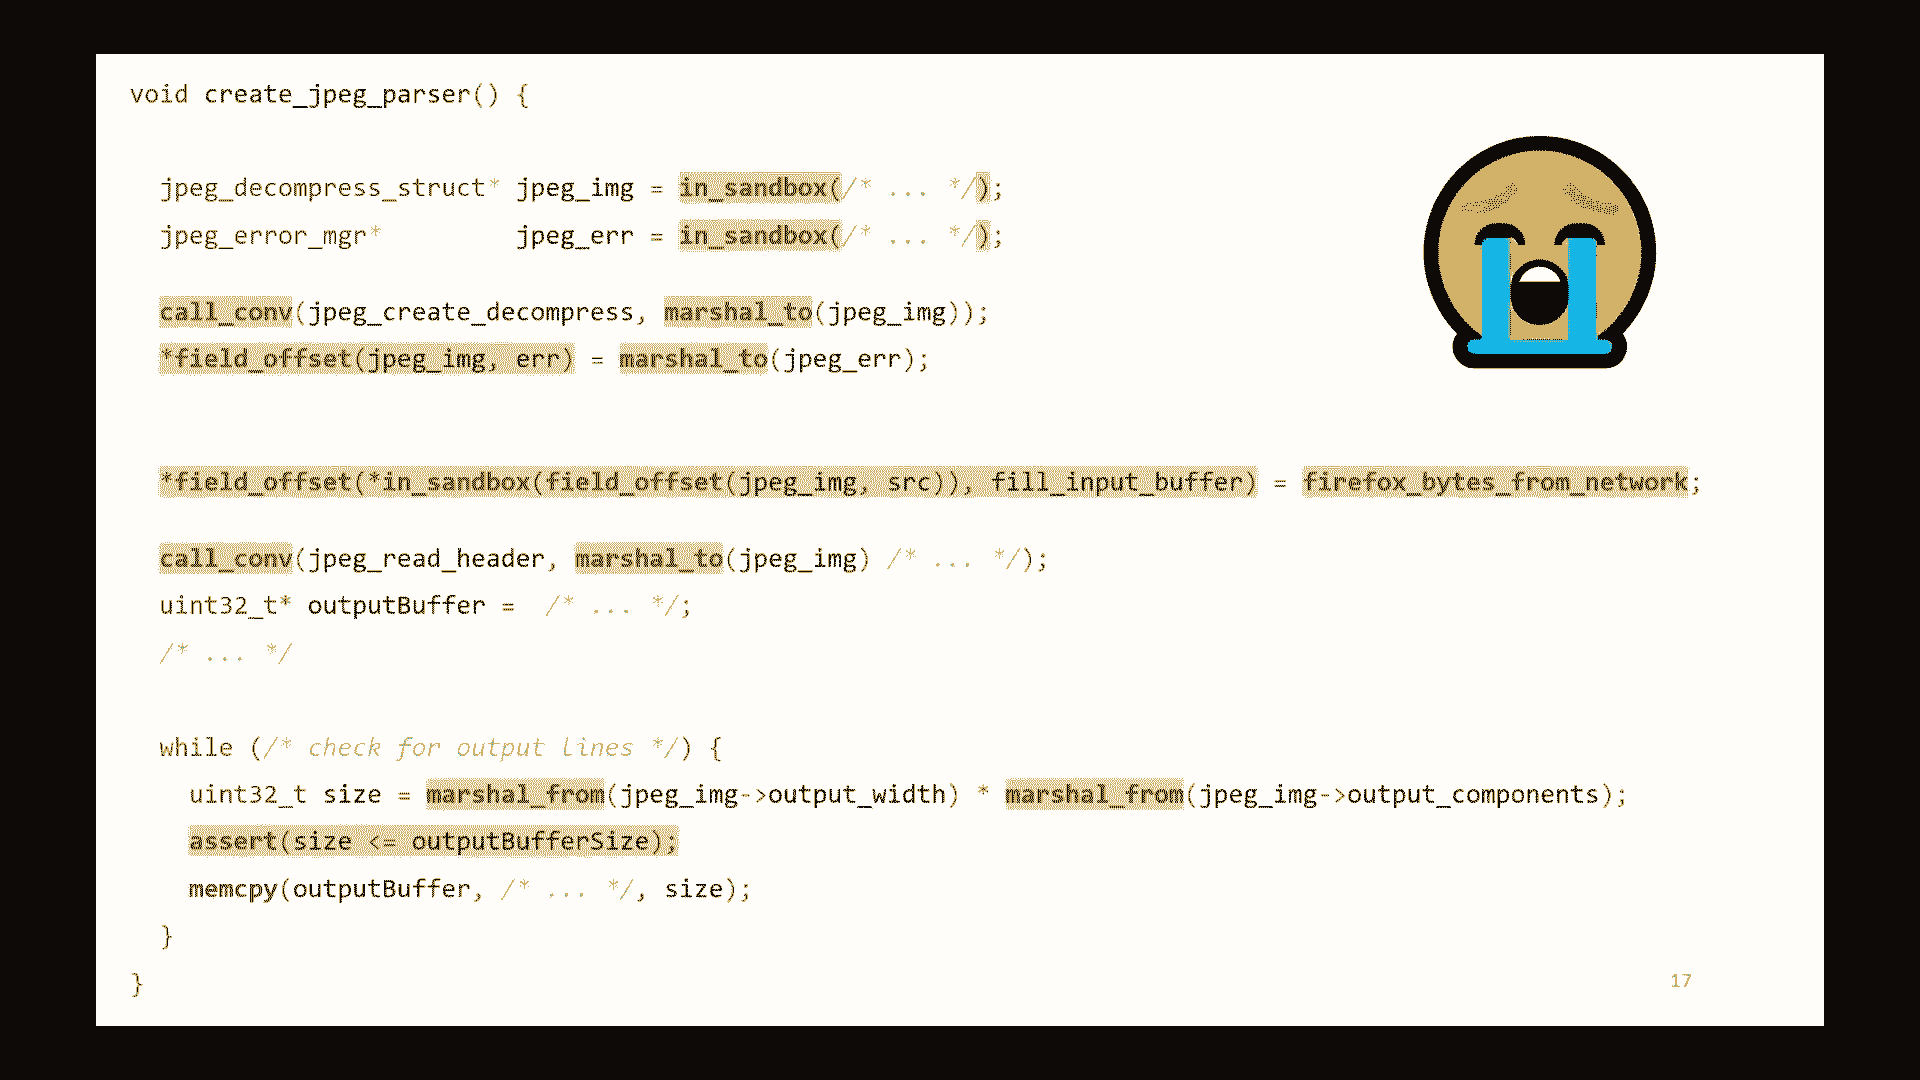 void create_jpeg_parser() {
jpeg_decompress_struct* jpeg_img = in_sandbox(/* ... */);
jpeg_error_mgr* jpeg_err = in_sandbox(/* ... */);
call_conv(jpeg_create_decompress, marshal_to(jpeg_img));
*field_offset(jpeg_img, err) = marshal_to(jpeg_err);
*field_offset(*in_sandbox(field_offset(jpeg_img, src)), fill_input_buffer) = firefox_bytes_from_network;
call_conv(jpeg_read_header, marshal_to(jpeg_img) /* ... */);
uint32_t* outputBuffer = /* ... */;
/* ... */
while (/* check for output lines */) {
uint32_t size = marshal_from(jpeg_img->output_width) * marshal_from(jpeg_img->output_components);
assert(size <= outputBufferSize);
memcpy(outputBuffer, /* ... */, size);
}
}
17